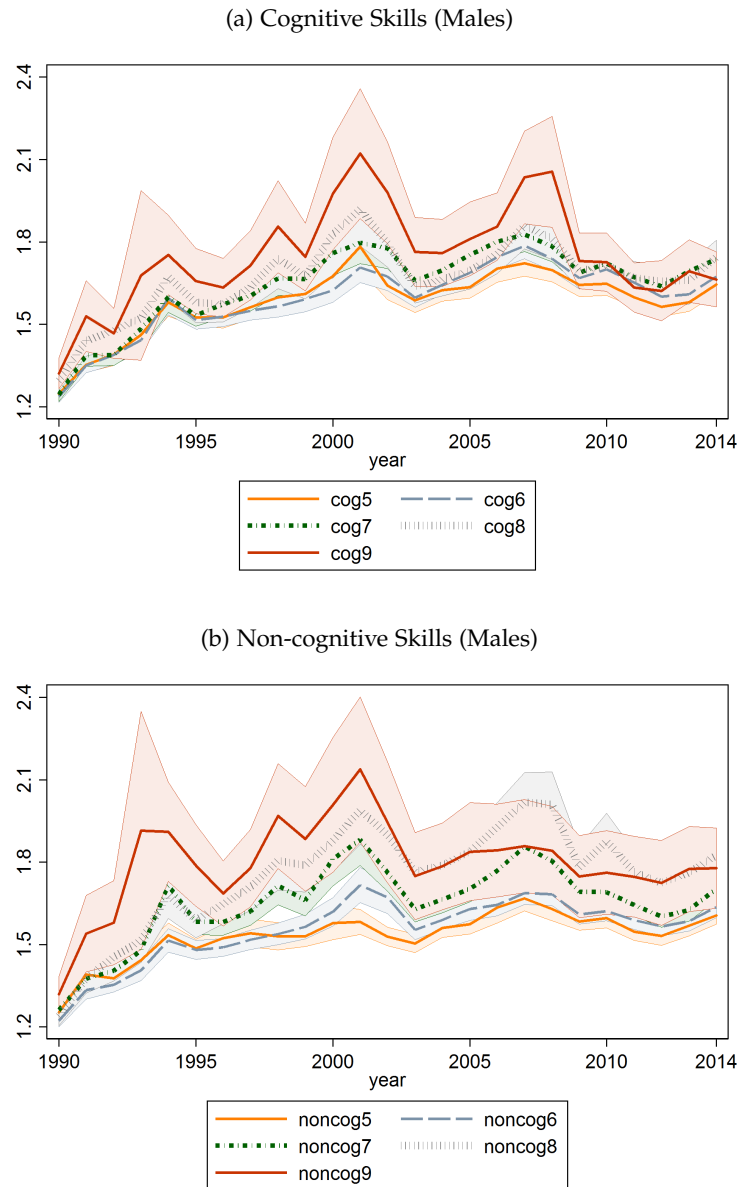 (a) Cognitive Skills (Males)
2.4
2.1
1.8
1.5
1.2
1990 1995 2000 2005 2010 2014
year
cog5 cog6
cog7 cog8
cog9
(b) Non-cognitive Skills (Males)
2.4
2.1
1.8
1.5
1.2
1990 1995 2000 2005 2010 2014
year
noncog5 noncog6
noncog7 noncog8
noncog9